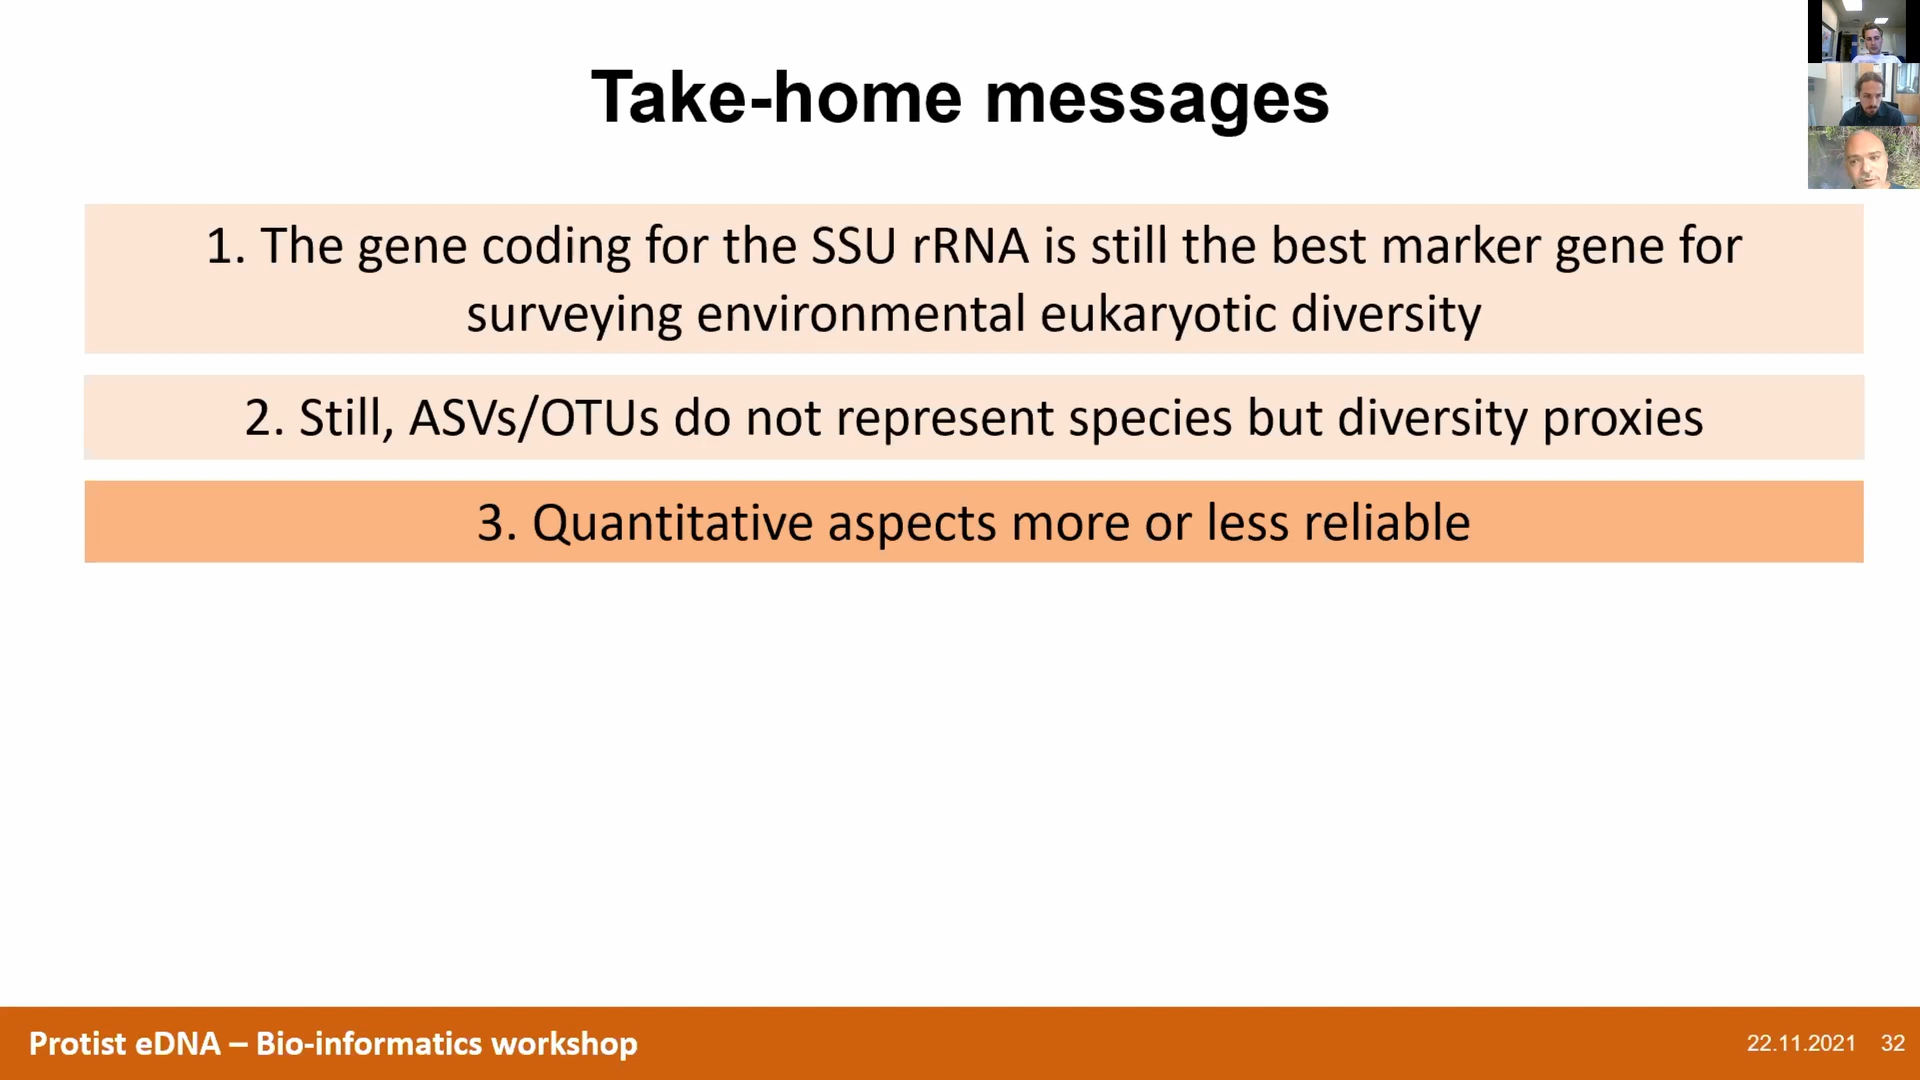 Take-home messages
1. The gene coding for the SSU rRNA is still the best marker gene for
surveying environmental eukaryotic diversity
2. Still, ASVs/OTUs do not represent species but diversity proxies
3. Quantitative aspects more or less reliable
Protist eDNA – Bio-informatics workshop
22.11.2021 32